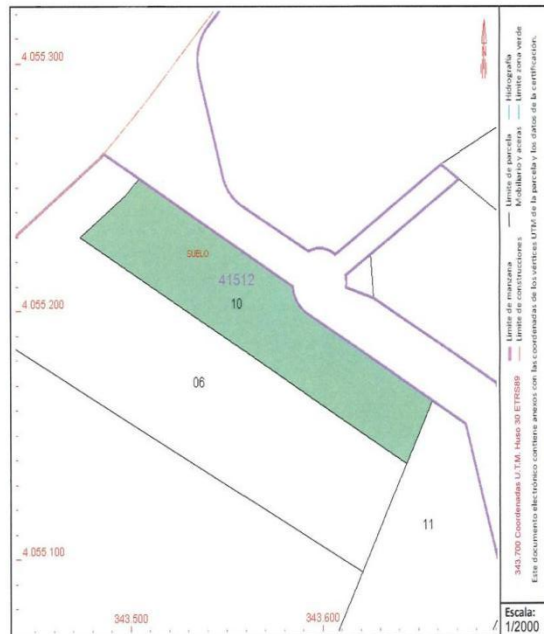 4 055 300
SUELO
41512
10
4 055 200
06
11
4 055 100
343 500
343 600
Límite de manzana
Límite de parcela
Hidrografía
343.700 Coordenadas U.T.M. Huso 30 ETRS89
Límite de construcciones
Mobiliario y aceras
Límite zona verde
Este documento electrónico contiene anexos con las coordenadas de los vértices UTM de la parcela y los datos de la certificación.
Escala:
1/2000